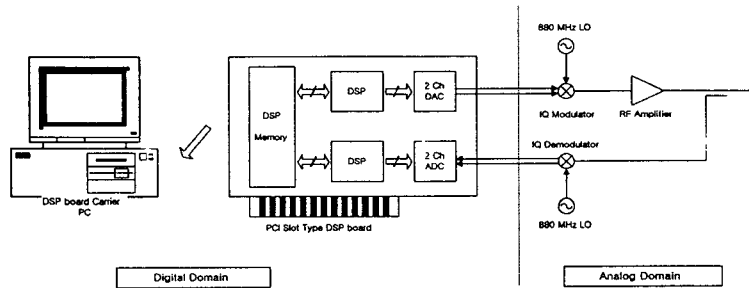 880 MHz LO
DSP
Memory
DSP
2 Ch
DAC
IQ Modulator
RF Amplifier
IQ Demodulator
DSP
2 Ch
ADC
DSP board Carrier
PC
PCI Slot Type DSP board
880 MHz LO
Digital Domain
Analog Domain